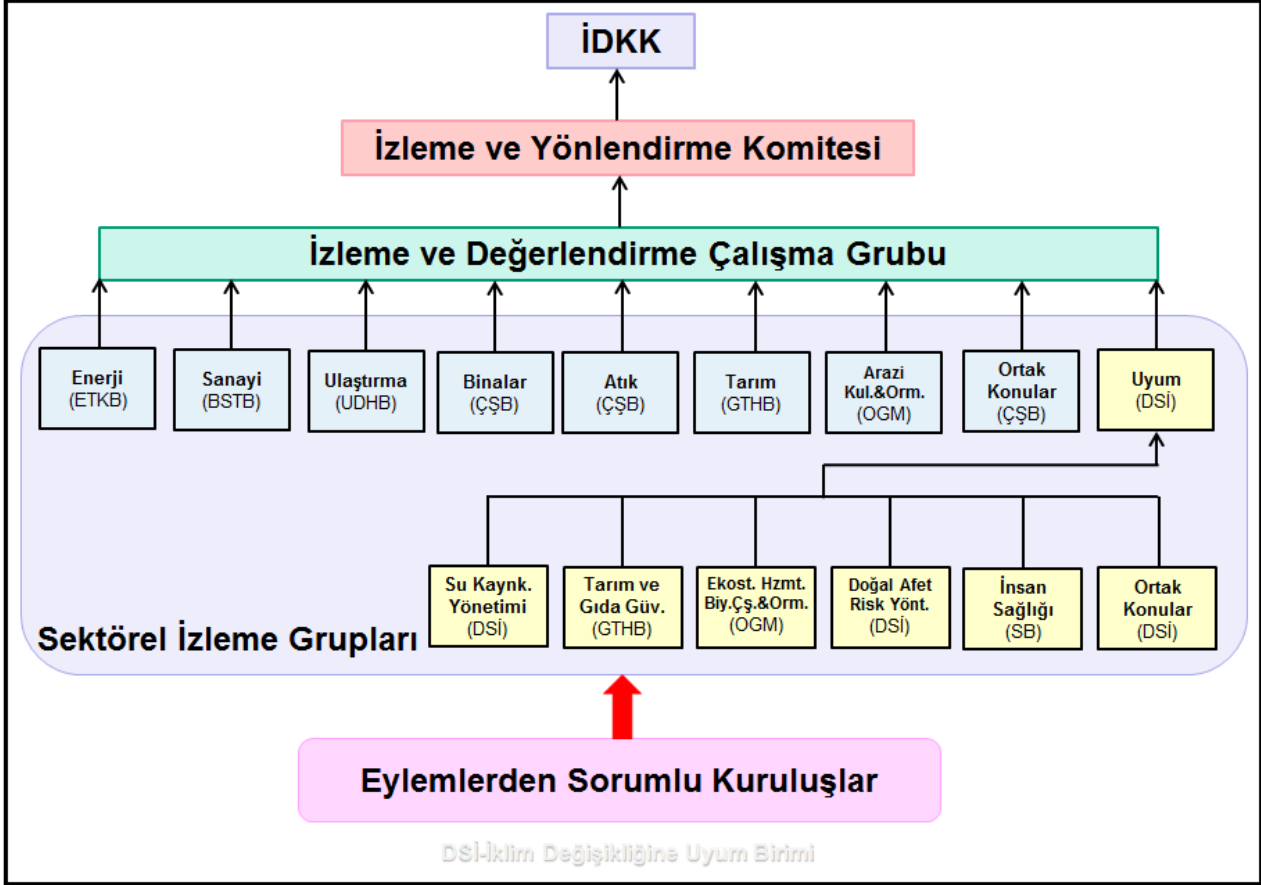 İDKK
İzleme ve Yönlendirme Komitesi
İzleme ve Değerlendirme Çalışma Grubu
Enerji
(ETKB)
Sanayi
(BSTB)
Ulaştırma
(UDHB)
Binalar
(ÇŞB)
Atık
(ÇŞB)
Tarım
(GTHB)
Arazi
Kul.&Orm.
(OGM)
Ortak
Konular
(ÇŞB)
Uyum
(DSİ)
Su Kaynk.
Yönetimi
(DSİ)
Tarım ve
Gıda Güv.
(GTHB)
Ekost. Hzmt.
Biy.Çş.&Orm.
(OGM)
Doğal Afet
Risk Yönt.
(DSİ)
İnsan
Sağlığı
(SB)
Ortak
Konular
(DSİ)
Sektörel İzleme Grupları
Eylemlerden Sorumlu Kuruluşlar
DSİ-İklim Değişikliğine Uyum Birimi